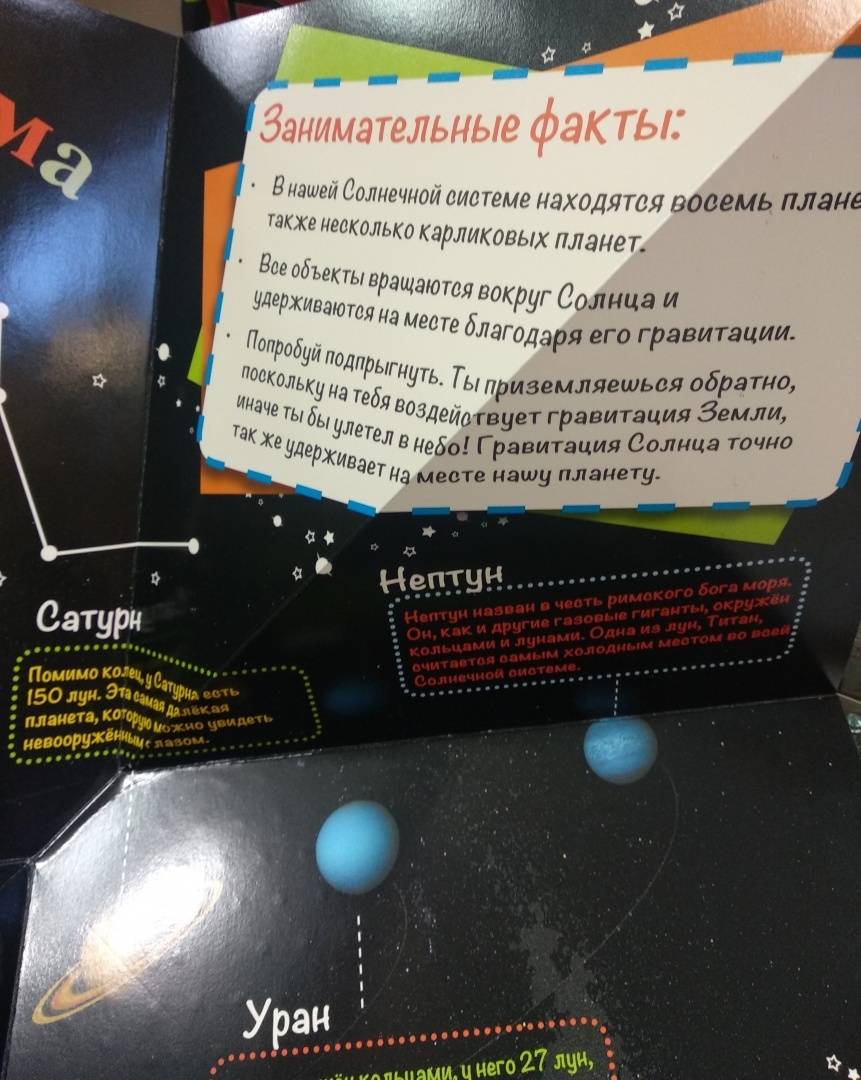 ма
Занимательные факты:
· В нашей Солнечной системе находятся восемь плане
также несколько карликовых планет.
· Все объекты вращаются вокруг Солнца и
удерживаются на месте благодаря его гравитации.
· Попробуй подпрыгнуть. Ты приземляешься обратно,
поскольку на тебя воздействует гравитация Земли,
иначе ты бы улетел в небо! Гравитация Солнца точно
так же удерживает на месте нашу планету.
Нептун
Нептун назван в честь римского бога моря.
Он, как и другие газовые гиганты, окружён
кольцами и лунами. Одна из лун, Титан,
считается самым холодным местом во всей
Солнечной системе.
Сатурн
Помимо колец, у Сатурна есть
150 лун. Эта самая далёкая
планета, которую можно увидеть
невооружённым глазом.
Уран
кольцами, у него 27 лун,